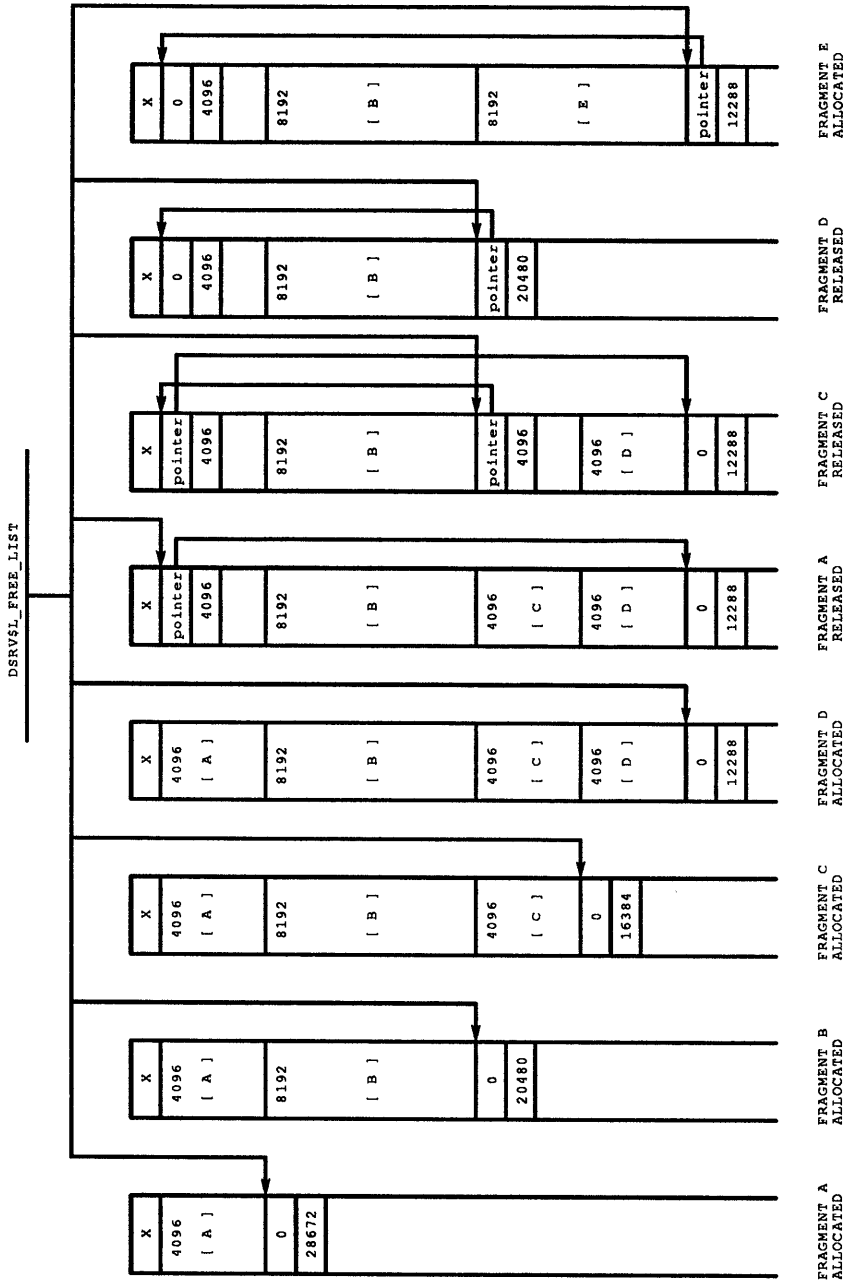 DSRV$L_FREE_LIST
X
4096
[ A ]
0
28672
FRAGMENT A
ALLOCATED
X
4096
[ A ]
8192
[ B ]
0
20480
FRAGMENT B
ALLOCATED
X
4096
[ A ]
8192
[ B ]
4096
[ C ]
0
16384
FRAGMENT C
ALLOCATED
X
4096
[ A ]
8192
[ B ]
4096
[ C ]
4096
[ D ]
0
12288
FRAGMENT D
ALLOCATED
X
pointer
4096
8192
[ B ]
4096
[ C ]
4096
[ D ]
0
12288
FRAGMENT A
RELEASED
X
pointer
4096
8192
[ B ]
pointer
4096
4096
[ D ]
0
12288
FRAGMENT C
RELEASED
X
0
4096
8192
[ B ]
pointer
20480
FRAGMENT D
RELEASED
X
0
4096
8192
[ B ]
8192
[ E ]
pointer
12288
FRAGMENT E
ALLOCATED